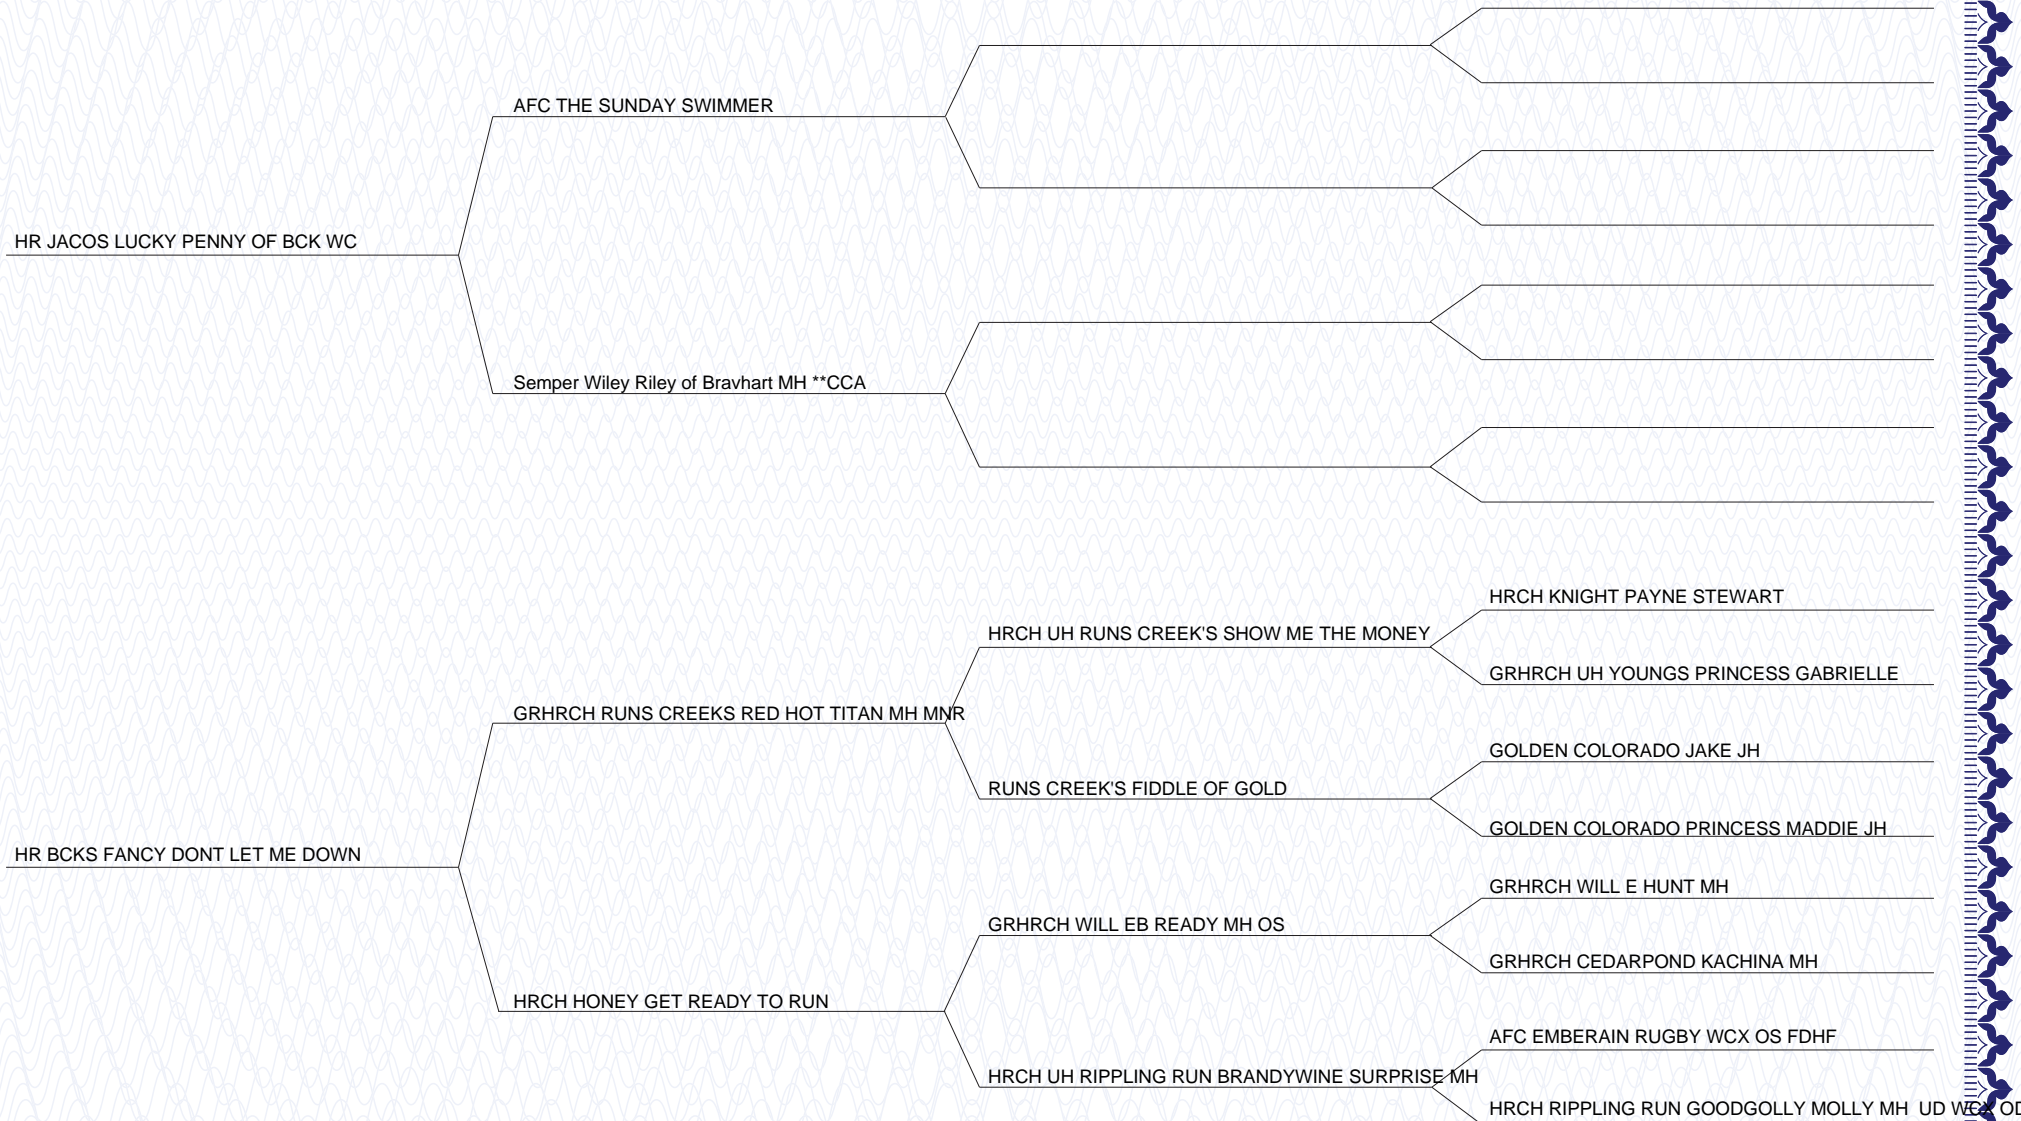 AFC THE SUNDAY SWIMMER
HR JACOS LUCKY PENNY OF BCK WC
Semper Wiley Riley of Bravhart MH **CCA
HRCH KNIGHT PAYNE STEWART
HRCH UH RUNS CREEK'S SHOW ME THE MONEY
GRHRCH UH YOUNGS PRINCESS GABRIELLE
GRHRCH RUNS CREEKS RED HOT TITAN MH MNR
GOLDEN COLORADO JAKE JH
RUNS CREEK'S FIDDLE OF GOLD
GOLDEN COLORADO PRINCESS MADDIE JH
HR BCKS FANCY DONT LET ME DOWN
GRHRCH WILL E HUNT MH
GRHRCH WILL EB READY MH OS
GRHRCH CEDARPOND KACHINA MH
HRCH HONEY GET READY TO RUN
AFC EMBERAIN RUGBY WCX OS FDHF
HRCH UH RIPPLING RUN BRANDYWINE SURPRISE MH
HRCH RIPPLING RUN GOODGOLLY MOLLY MH UD WCX